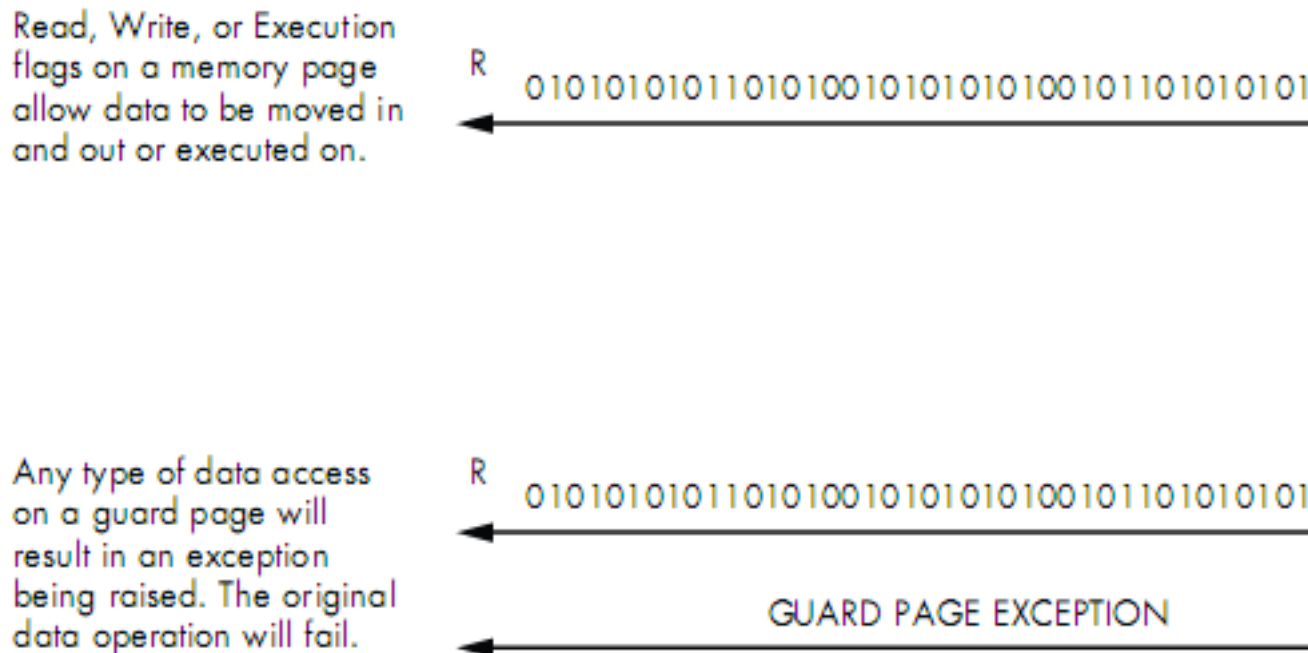 Read, Write, or Execution
flags on a memory page
allow data to be moved in
and out or executed on.
R
0101010101101010010101010100101101010101
Any type of data access
on a guard page will
result in an exception
being raised. The original
data operation will fail.
R
0101010101101010010101010100101101010101
GUARD PAGE EXCEPTION